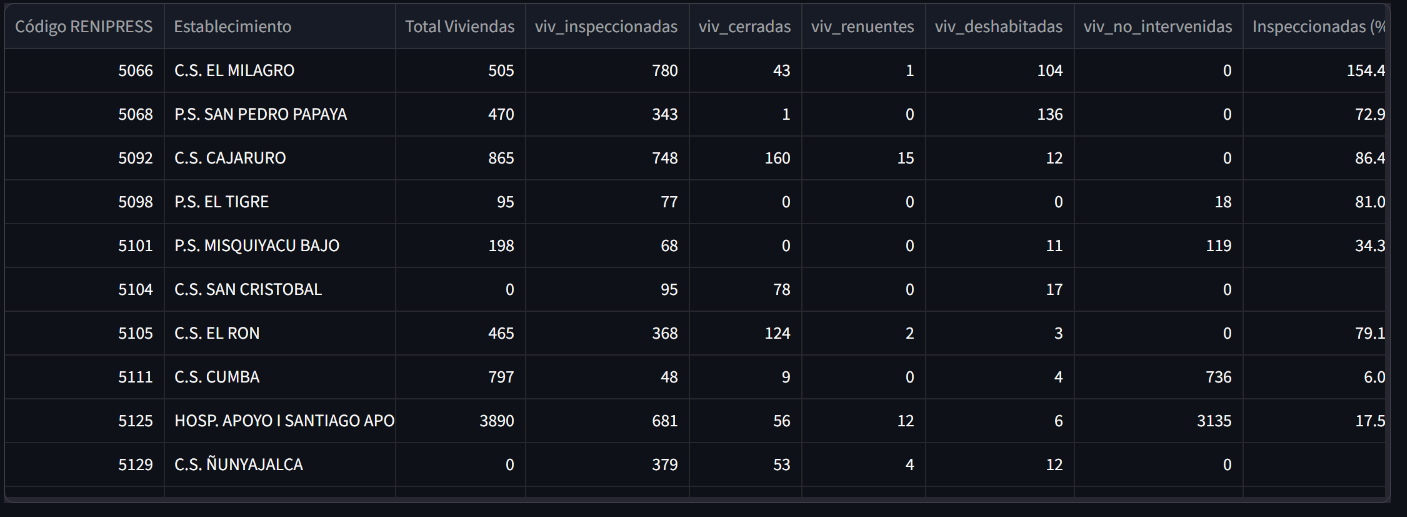 Código RENIPRESS Establecimiento Total Viviendas viv_inspeccionadas viv_cerradas viv_renuentes viv_deshabitadas viv_no_intervenidas Inspeccionadas (%
5066 C.S. EL MILAGRO 505 780 43 1 104 0 154.4
5068 P.S. SAN PEDRO PAPAYA 470 343 1 0 136 0 72.9
5092 C.S. CAJARURO 865 748 160 15 12 0 86.4
5098 P.S. EL TIGRE 95 77 0 0 0 18 81.0
5101 P.S. MISQUIYACU BAJO 198 68 0 0 11 119 34.3
5104 C.S. SAN CRISTOBAL 0 95 78 0 17 0
5105 C.S. EL RON 465 368 124 2 3 0 79.1
5111 C.S. CUMBA 797 48 9 0 4 736 6.0
5125 HOSP. APOYO I SANTIAGO APO 3890 681 56 12 6 3135 17.5
5129 C.S. ÑUNYAJALCA 0 379 53 4 12 0